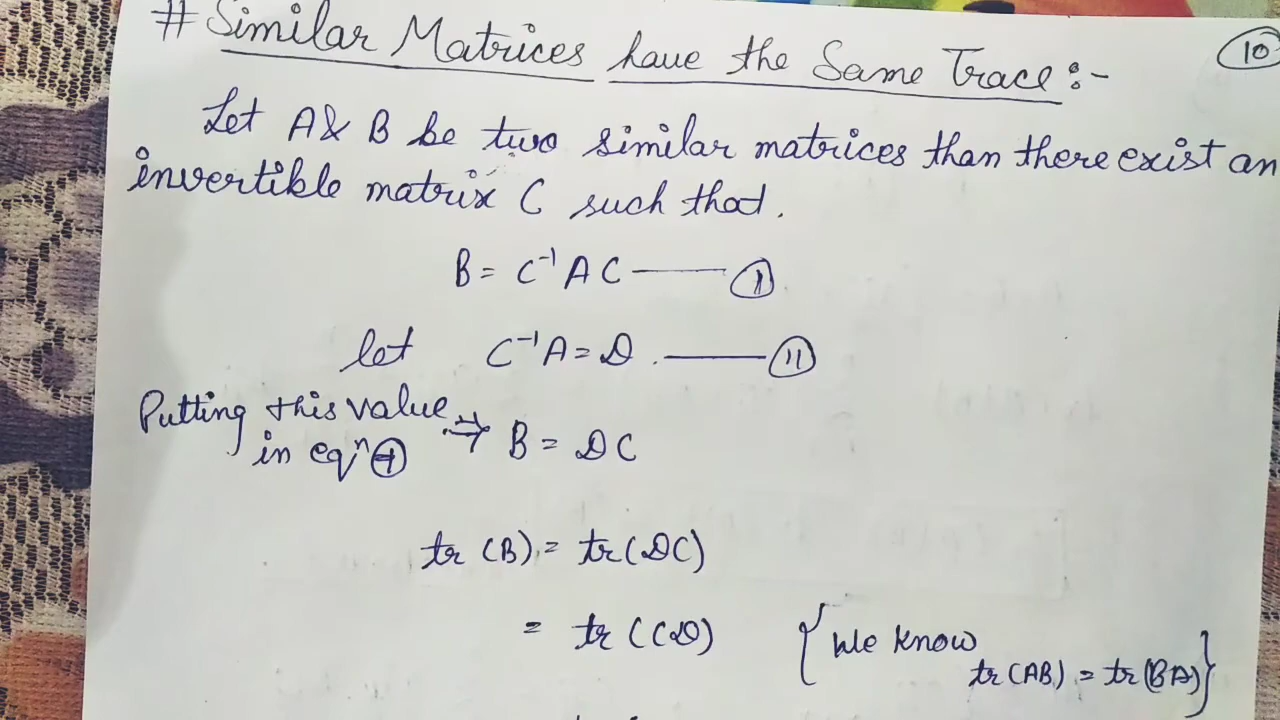 # Similar Matrices have the Same Trace :-
10
Let A & B be two similar matrices than there exist an
invertible matrix C such that.
B = C⁻¹ A C —— I
let C⁻¹A = D. —— II
Putting this value
in eqⁿ I ⇒ B = DC
tr (B) = tr (DC)
= tr (CD) { We know
tr (AB) = tr (BA) }